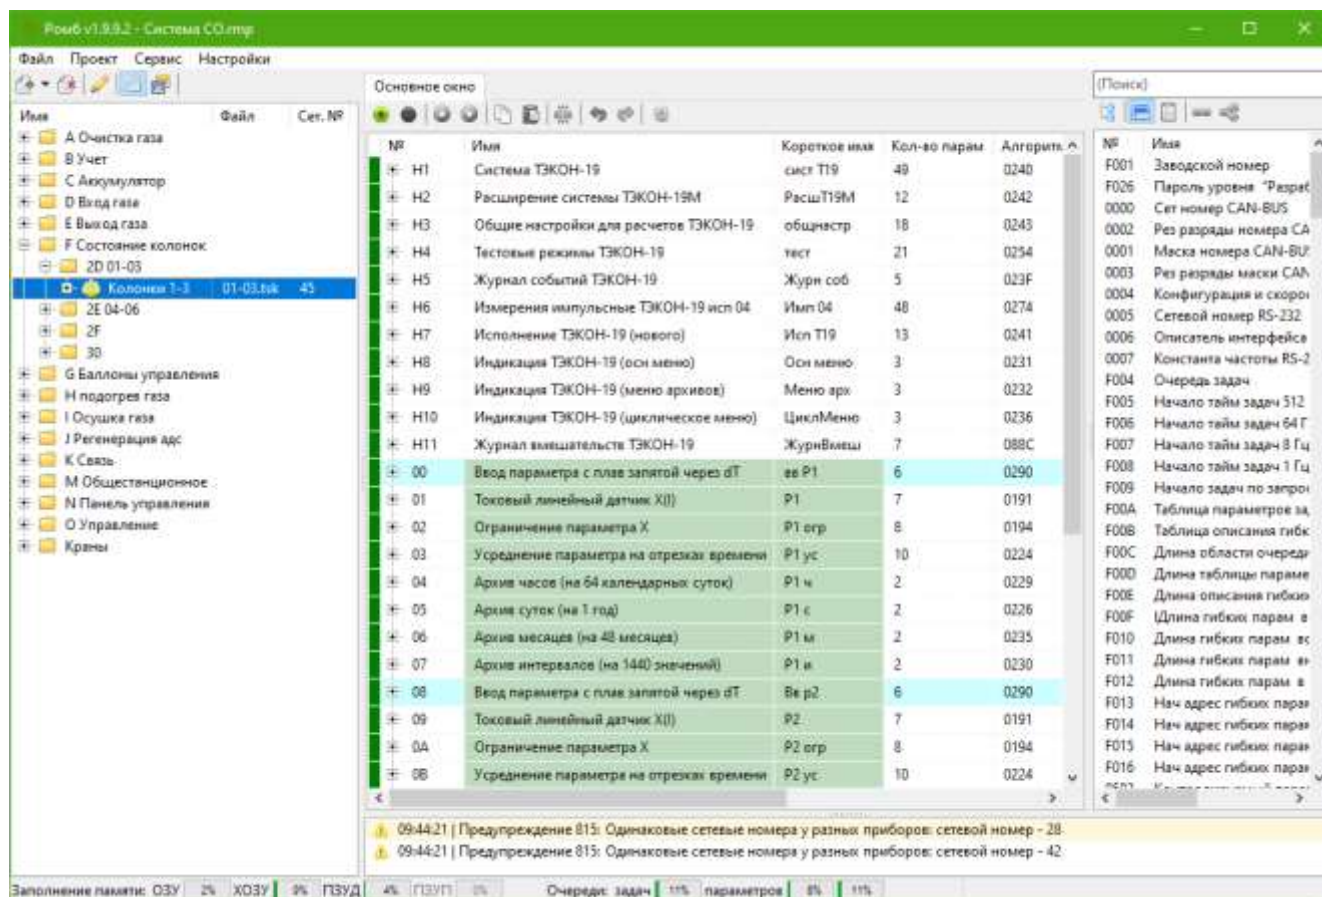 Ромб v1.9.9.2 - Система СО.rmp
Файл Проект Сервис Настройки
Имя Файл Сет. №
A Очистка газа
B Учет
C Аккумулятор
D Вход газа
E Выход газа
F Состояние колонок
2D 01-03
Колонки 1-3 01-03.tsk 45
2E 04-06
2F
30
G Баллоны управления
H подогрев газа
I Осушка газа
J Регенерация адс
K Связь
M Общестанционное
N Панель управления
O Управление
Краны
Основное окно
№ Имя Короткое имя Кол-во парам Алгоритм
H1 Система ТЭКОН-19 сист Т19 49 0240
H2 Расширение системы ТЭКОН-19М РасшТ19М 12 0242
H3 Общие настройки для расчетов ТЭКОН-19 общнастр 18 0243
H4 Тестовые режимы ТЭКОН-19 тест 21 0254
H5 Журнал событий ТЭКОН-19 Журн соб 5 023F
H6 Измерения импульсные ТЭКОН-19 исп 04 Имп 04 48 0274
H7 Исполнение ТЭКОН-19 (нового) Исп Т19 13 0241
H8 Индикация ТЭКОН-19 (осн меню) Осн меню 3 0231
H9 Индикация ТЭКОН-19 (меню архивов) Меню арх 3 0232
H10 Индикация ТЭКОН-19 (циклическое меню) ЦиклМеню 3 0236
H11 Журнал вмешательств ТЭКОН-19 ЖурнВмеш 7 088C
00 Ввод параметра с плав запятой через dT вв P1 6 0290
01 Токовый линейный датчик X(I) P1 7 0191
02 Ограничение параметра X P1 огр 8 0194
03 Усреднение параметра на отрезках времени P1 ус 10 0224
04 Архив часов (на 64 календарных суток) P1 ч 2 0229
05 Архив суток (на 1 год) P1 с 2 0226
06 Архив месяцев (на 48 месяцев) P1 м 2 0235
07 Архив интервалов (на 1440 значений) P1 и 2 0230
08 Ввод параметра с плав запятой через dT Вв р2 6 0290
09 Токовый линейный датчик X(I) P2 7 0191
0A Ограничение параметра X P2 огр 8 0194
0B Усреднение параметра на отрезках времени P2 ус 10 0224
(Поиск)
№ Имя
F001 Заводской номер
F026 Пароль уровня "Разраб
0000 Сет номер CAN-BUS
0002 Рез разряды номера CA
0001 Маска номера CAN-BU
0003 Рез разряды маски CAN
0004 Конфигурация и скорос
0005 Сетевой номер RS-232
0006 Описатель интерфейса
0007 Константа частоты RS-2
F004 Очередь задач
F005 Начало тайм задач 512
F006 Начало тайм задач 64 Г
F007 Начало тайм задач 8 Гц
F008 Начало тайм задач 1 Гц
F009 Начало задач по запрос
F00A Таблица параметров за
F00B Таблица описания гибк
F00C Длина области очереди
F00D Длина таблицы параме
F00E Длина описания гибких
F00F Длина гибких парам в
F010 Длина гибких парам вс
F011 Длина гибких парам вн
F012 Длина гибких парам в
F013 Нач адрес гибких парам
F014 Нач адрес гибких парам
F015 Нач адрес гибких парам
F016 Нач адрес гибких парам
09:44:21 | Предупреждение 815: Одинаковые сетевые номера у разных приборов: сетевой номер - 28
09:44:21 | Предупреждение 815: Одинаковые сетевые номера у разных приборов: сетевой номер - 42
Заполнение памяти: ОЗУ 2% ХОЗУ 9% ПЗУД 4% ПЗУП 0% Очереди: задач 11% параметров 8% 11%